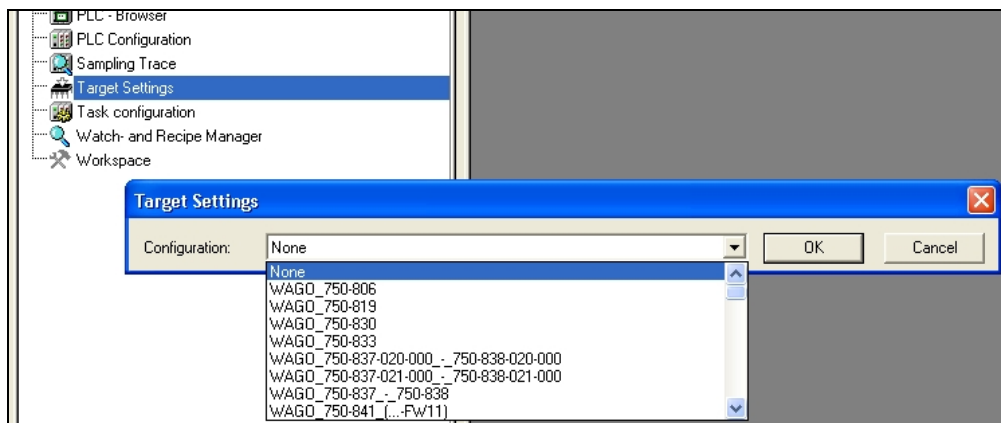 PLC - Browser
PLC Configuration
Sampling Trace
Target Settings
Task configuration
Watch- and Recipe Manager
Workspace
Target Settings
Configuration: None OK Cancel
None
WAGO_750-806
WAGO_750-819
WAGO_750-830
WAGO_750-833
WAGO_750-837-020-000_-_750-838-020-000
WAGO_750-837-021-000_-_750-838-021-000
WAGO_750-837_-_750-838
WAGO_750-841_(...-FW11)